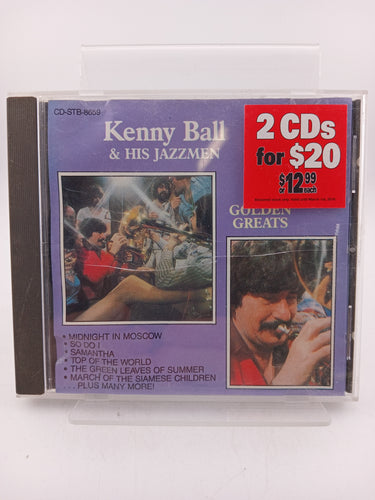 CD-STB-8659
Kenny Ball
& HIS JAZZMEN
2 CDs
for $20
or $12.99
each
GOLDEN
GREATS
• MIDNIGHT IN MOSCOW
• SO DO I
• SAMANTHA
• TOP OF THE WORLD
• THE GREEN LEAVES OF SUMMER
• MARCH OF THE SIAMESE CHILDREN
. . . PLUS MANY MORE!